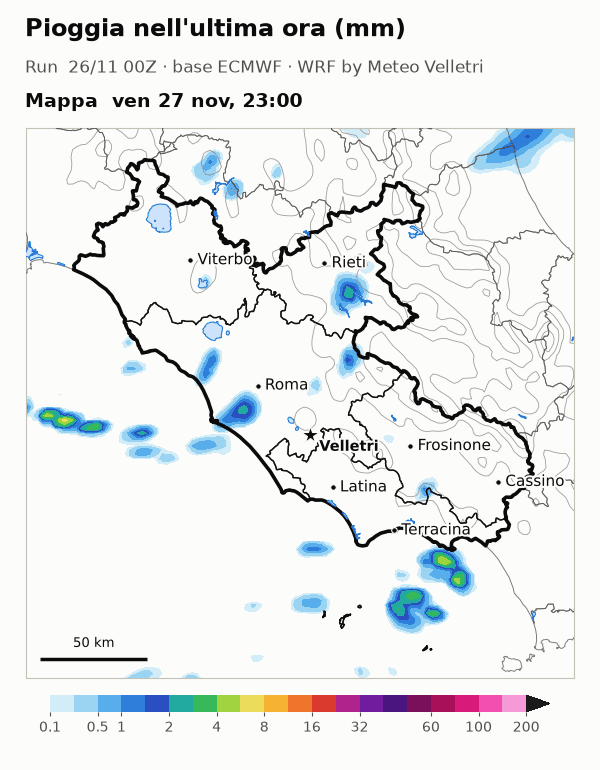 Pioggia nell'ultima ora (mm)
Run  26/11 00Z · base ECMWF · WRF by Meteo Velletri
Mappa  ven 27 nov, 23:00
Viterbo
Rieti
Roma
Velletri
Frosinone
Latina
Cassino
Terracina
50 km
0.1 0.5 1 2 4 8 16 32 60 100 200